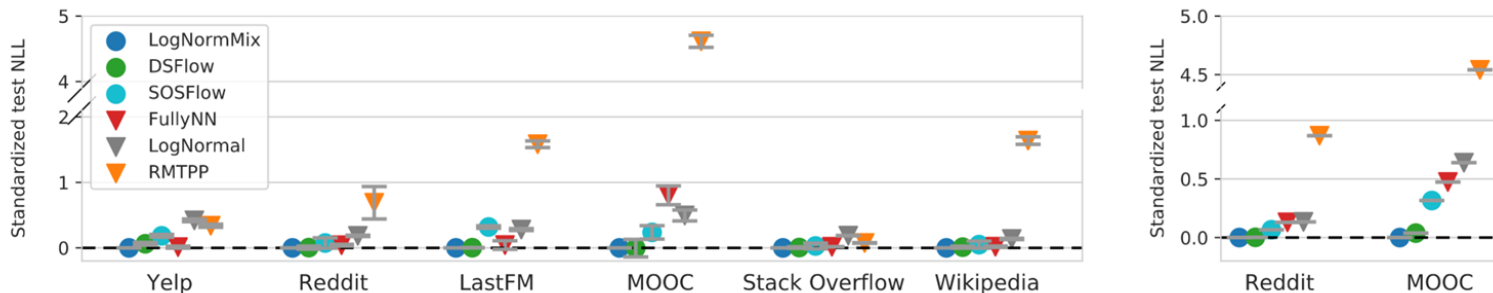 Standardized test NLL
5
4
2
1
0
LogNormMix
DSFlow
SOSFlow
FullyNN
LogNormal
RMTPP
Yelp
Reddit
LastFM
MOOC
Stack Overflow
Wikipedia
Standardized test NLL
5.0
4.5
1.0
0.5
0.0
Reddit
MOOC